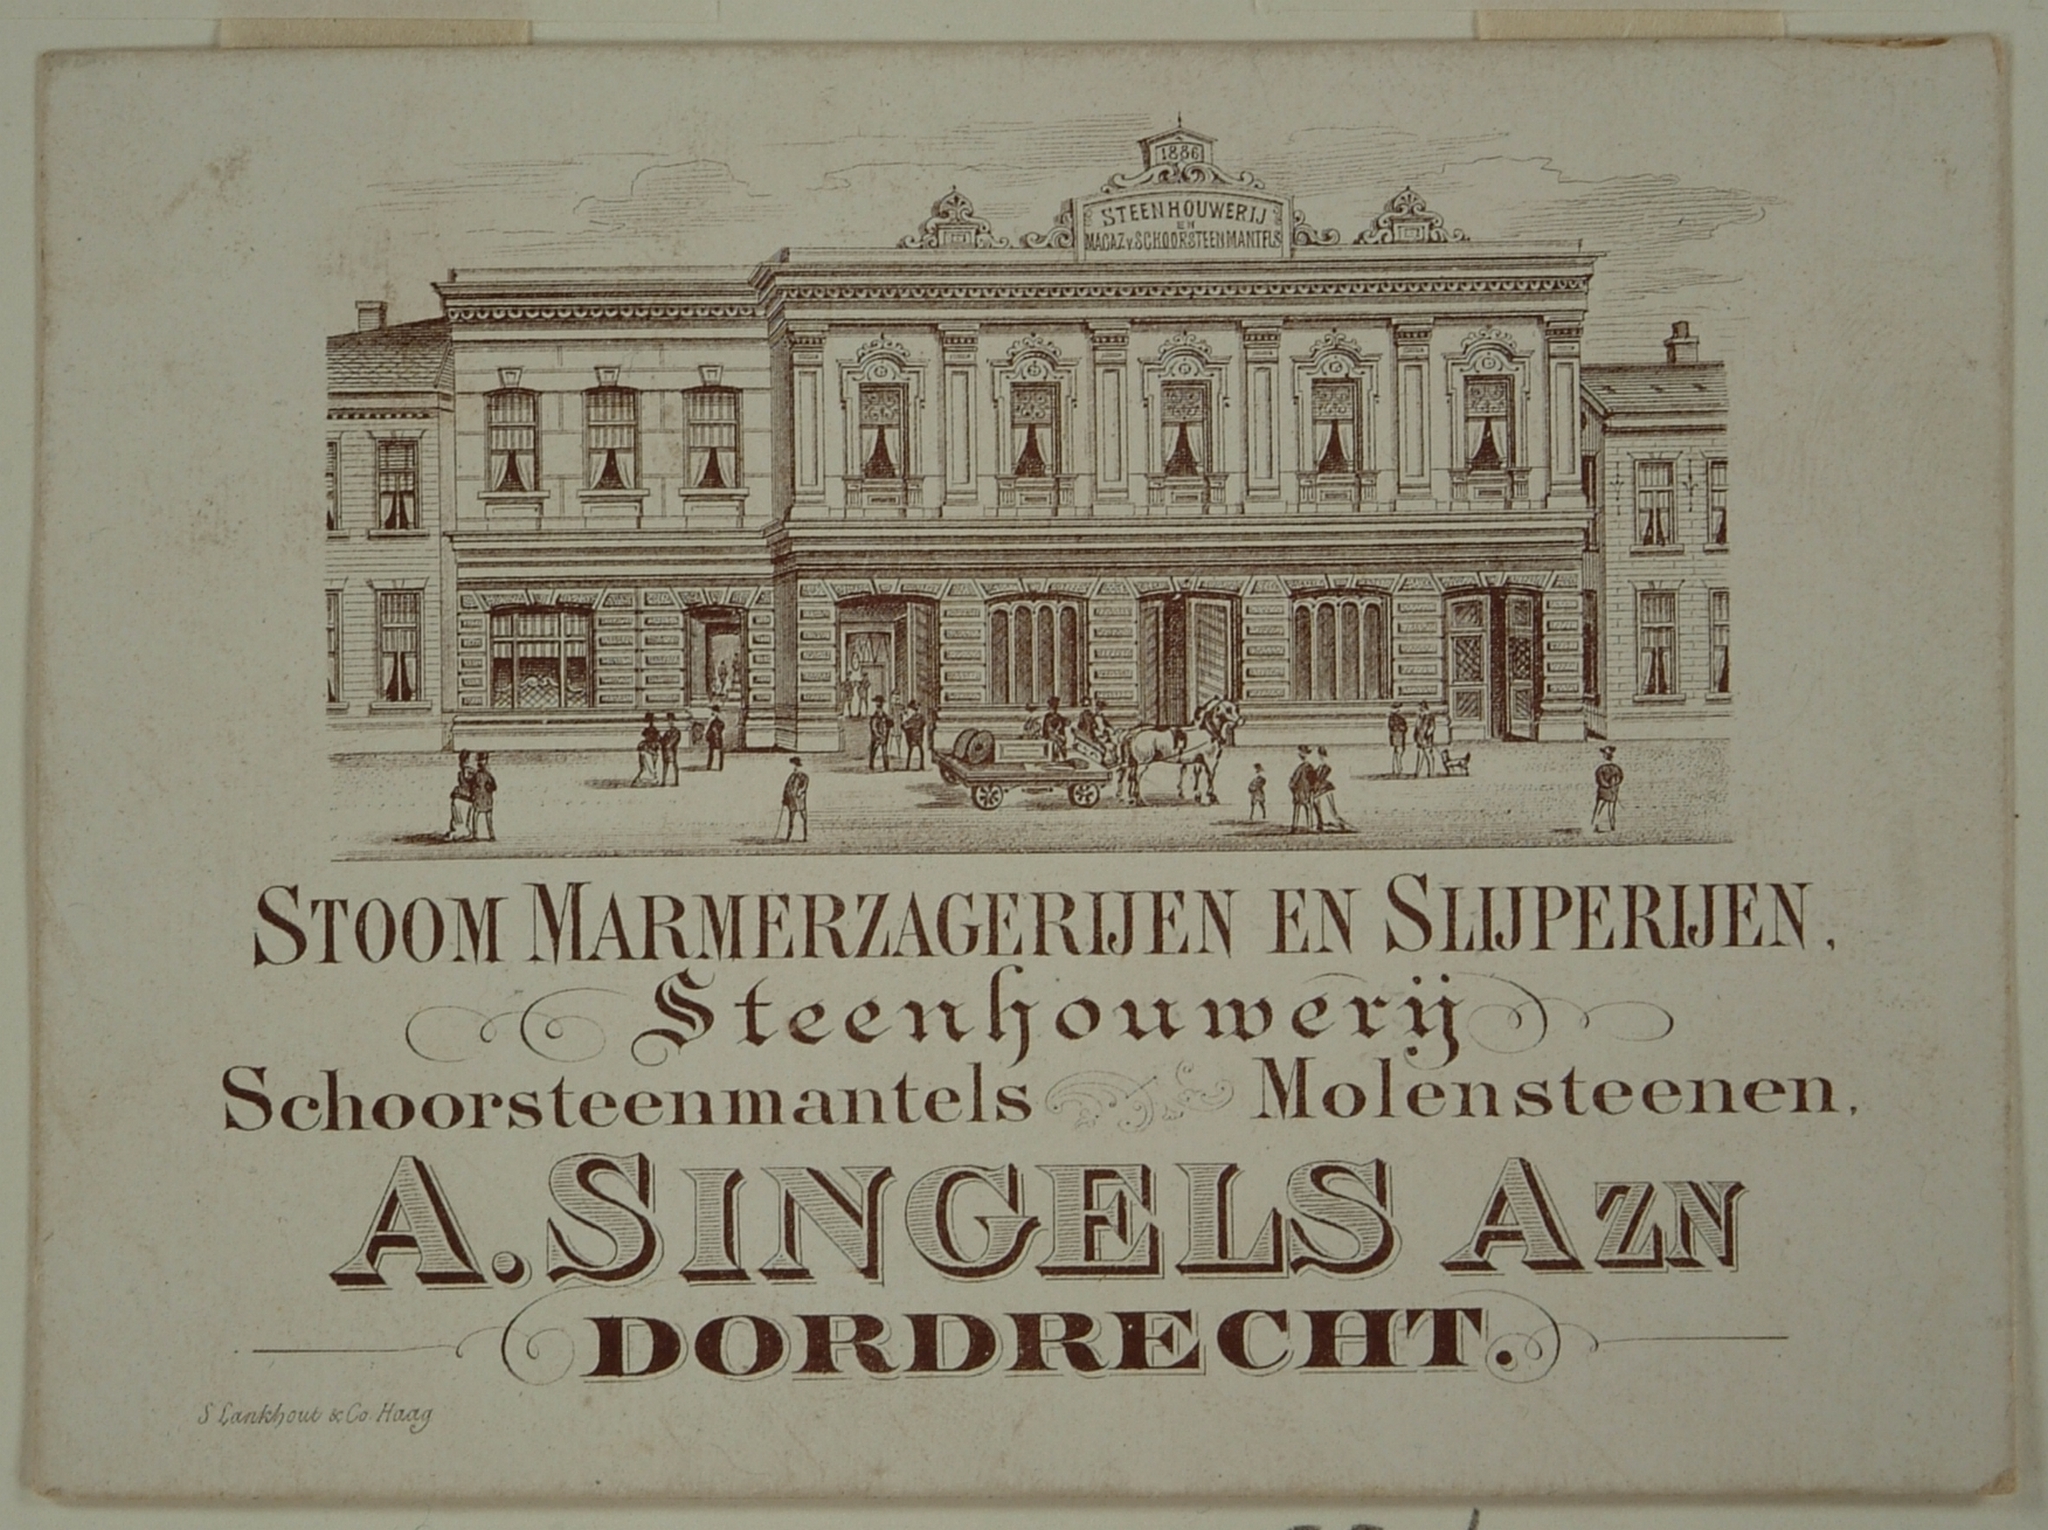 1886
STEENHOUWERIJ
EN
MAGAZ. v. SCHOORSTEENMANTELS
STOOM MARMERZAGERIJEN EN SLIJPERIJEN,
Steenhouwerij
Schoorsteenmantels Molensteenen,
A. SINGELS AZN
DORDRECHT.
S Lankhout & Co. Haag